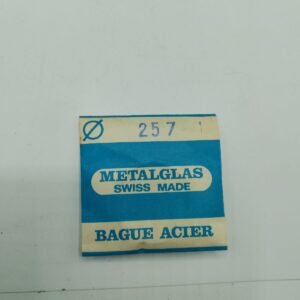 Ø 257
METALGLAS
SWISS MADE
BAGUE ACIER